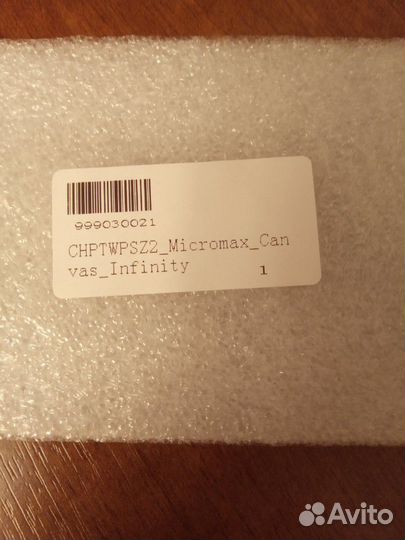 999030021
CHPTWPSZ2_Micromax_Can
vas_Infinity
1
Avito